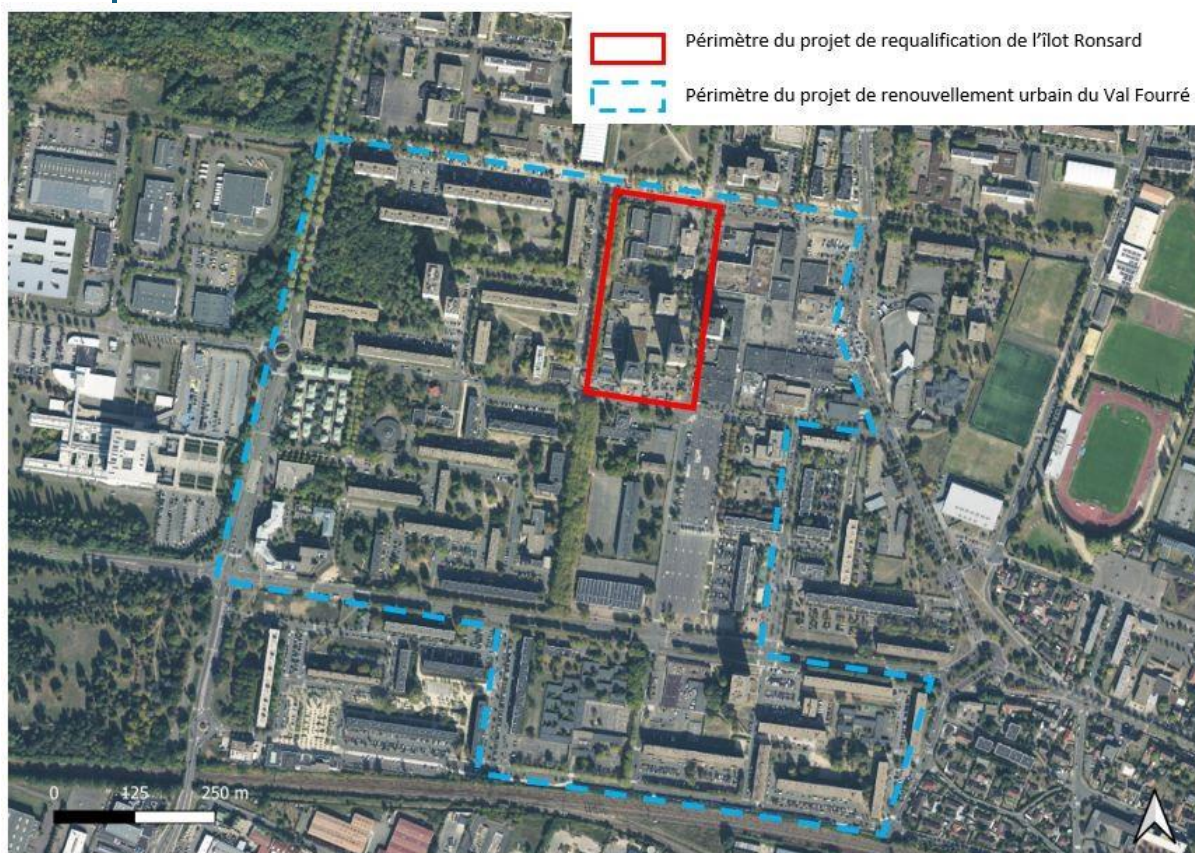 Périmètre du projet de requalification de l'îlot Ronsard
Périmètre du projet de renouvellement urbain du Val Fourré
0 125 250 m